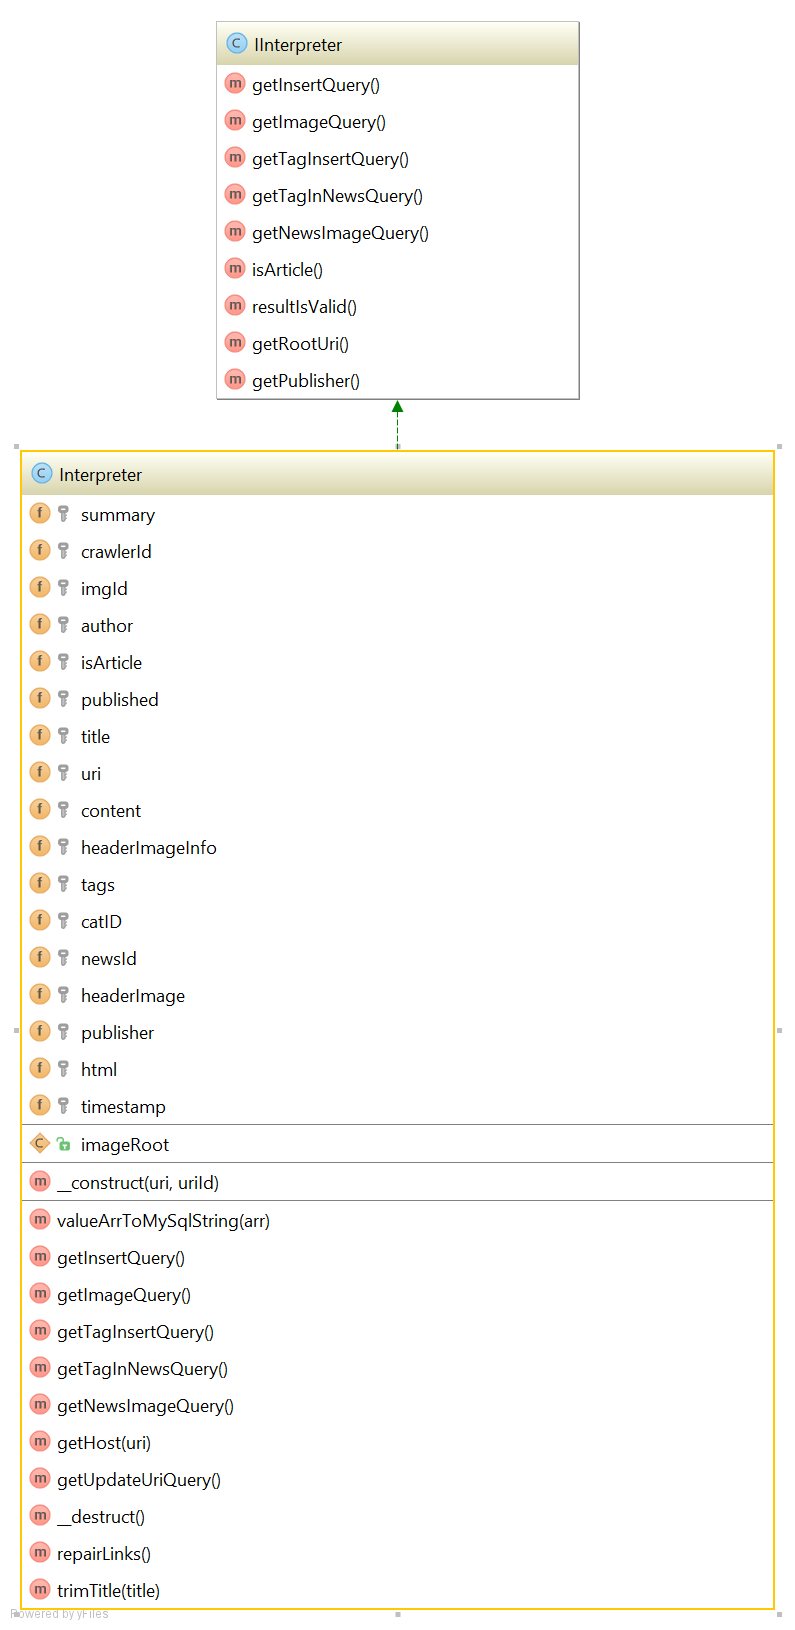 C IInterpreter
m getInsertQuery()
m getImageQuery()
m getTagInsertQuery()
m getTagInNewsQuery()
m getNewsImageQuery()
m isArticle()
m resultIsValid()
m getRootUri()
m getPublisher()
C Interpreter
f summary
f crawlerId
f imgId
f author
f isArticle
f published
f title
f uri
f content
f headerImageInfo
f tags
f catID
f newsId
f headerImage
f publisher
f html
f timestamp
C imageRoot
m __construct(uri, uriId)
m valueArrToMySqlString(arr)
m getInsertQuery()
m getImageQuery()
m getTagInsertQuery()
m getTagInNewsQuery()
m getNewsImageQuery()
m getHost(uri)
m getUpdateUriQuery()
m __destruct()
m repairLinks()
m trimTitle(title)
Powered by yFiles